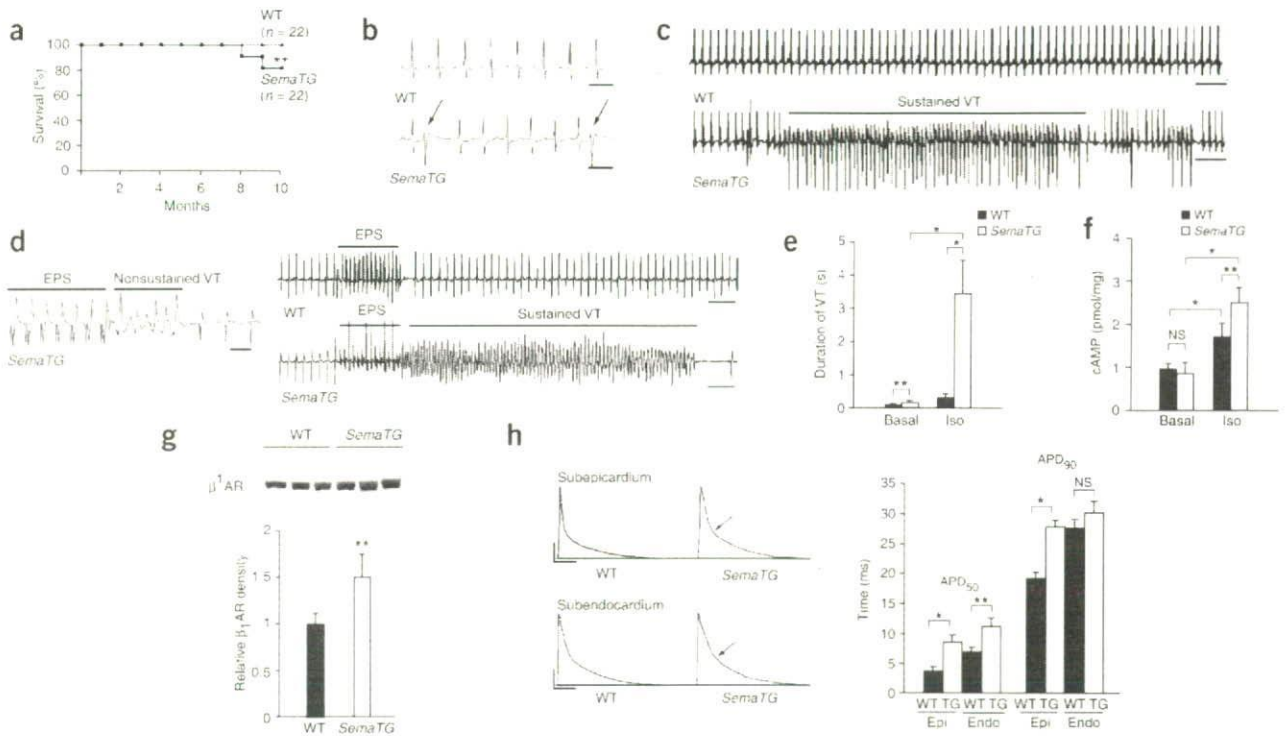 a
WT
(n = 22)
100
80
60
40
20
0
Survival (%)
**
SemaTG
(n = 22)
2 4 6 8 10
Months
b
WT
SemaTG
c
WT
Sustained VT
SemaTG
d
EPS Nonsustained VT
SemaTG
EPS
WT
EPS Sustained VT
SemaTG
e
WT
SemaTG
Duration of VT (s)
5
4
3
2
1
0
**
*
*
Basal Iso
f
WT
SemaTG
cAMP (pmol/mg)
4
3
2
1
0
NS
*
*
**
Basal Iso
g
WT SemaTG
β¹AR
Relative β₁AR density
2
1.5
1
0.5
0
**
WT SemaTG
h
Subepicardium
WT SemaTG
Subendocardium
WT SemaTG
Time (ms)
35
30
25
20
15
10
5
0
APD₅₀
* **
APD₉₀
* NS
WT TG WT TG WT TG WT TG
Epi Endo Epi Endo